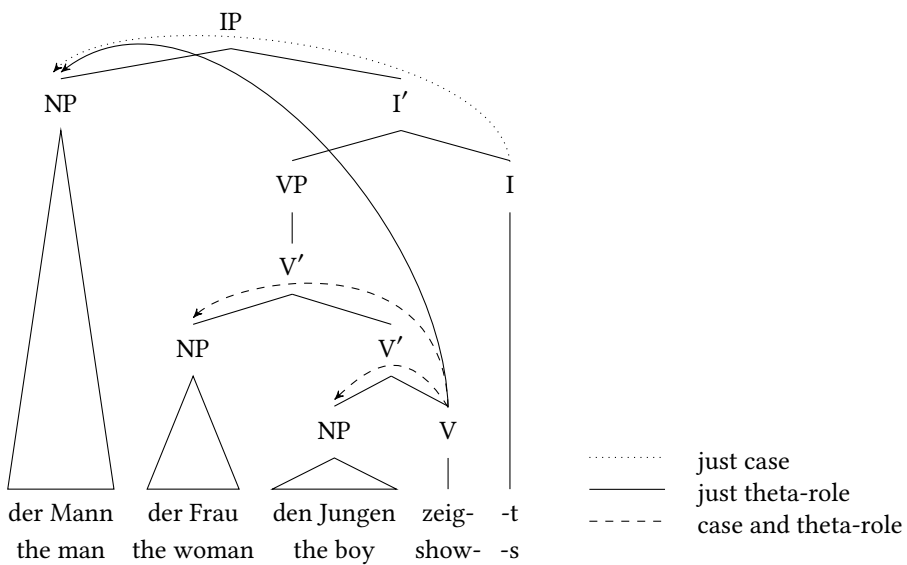 IP
NP I′
VP I
V′
NP V′
NP V
just case
just theta-role
case and theta-role
der Mann der Frau den Jungen zeig- -t
the man the woman the boy show- -s